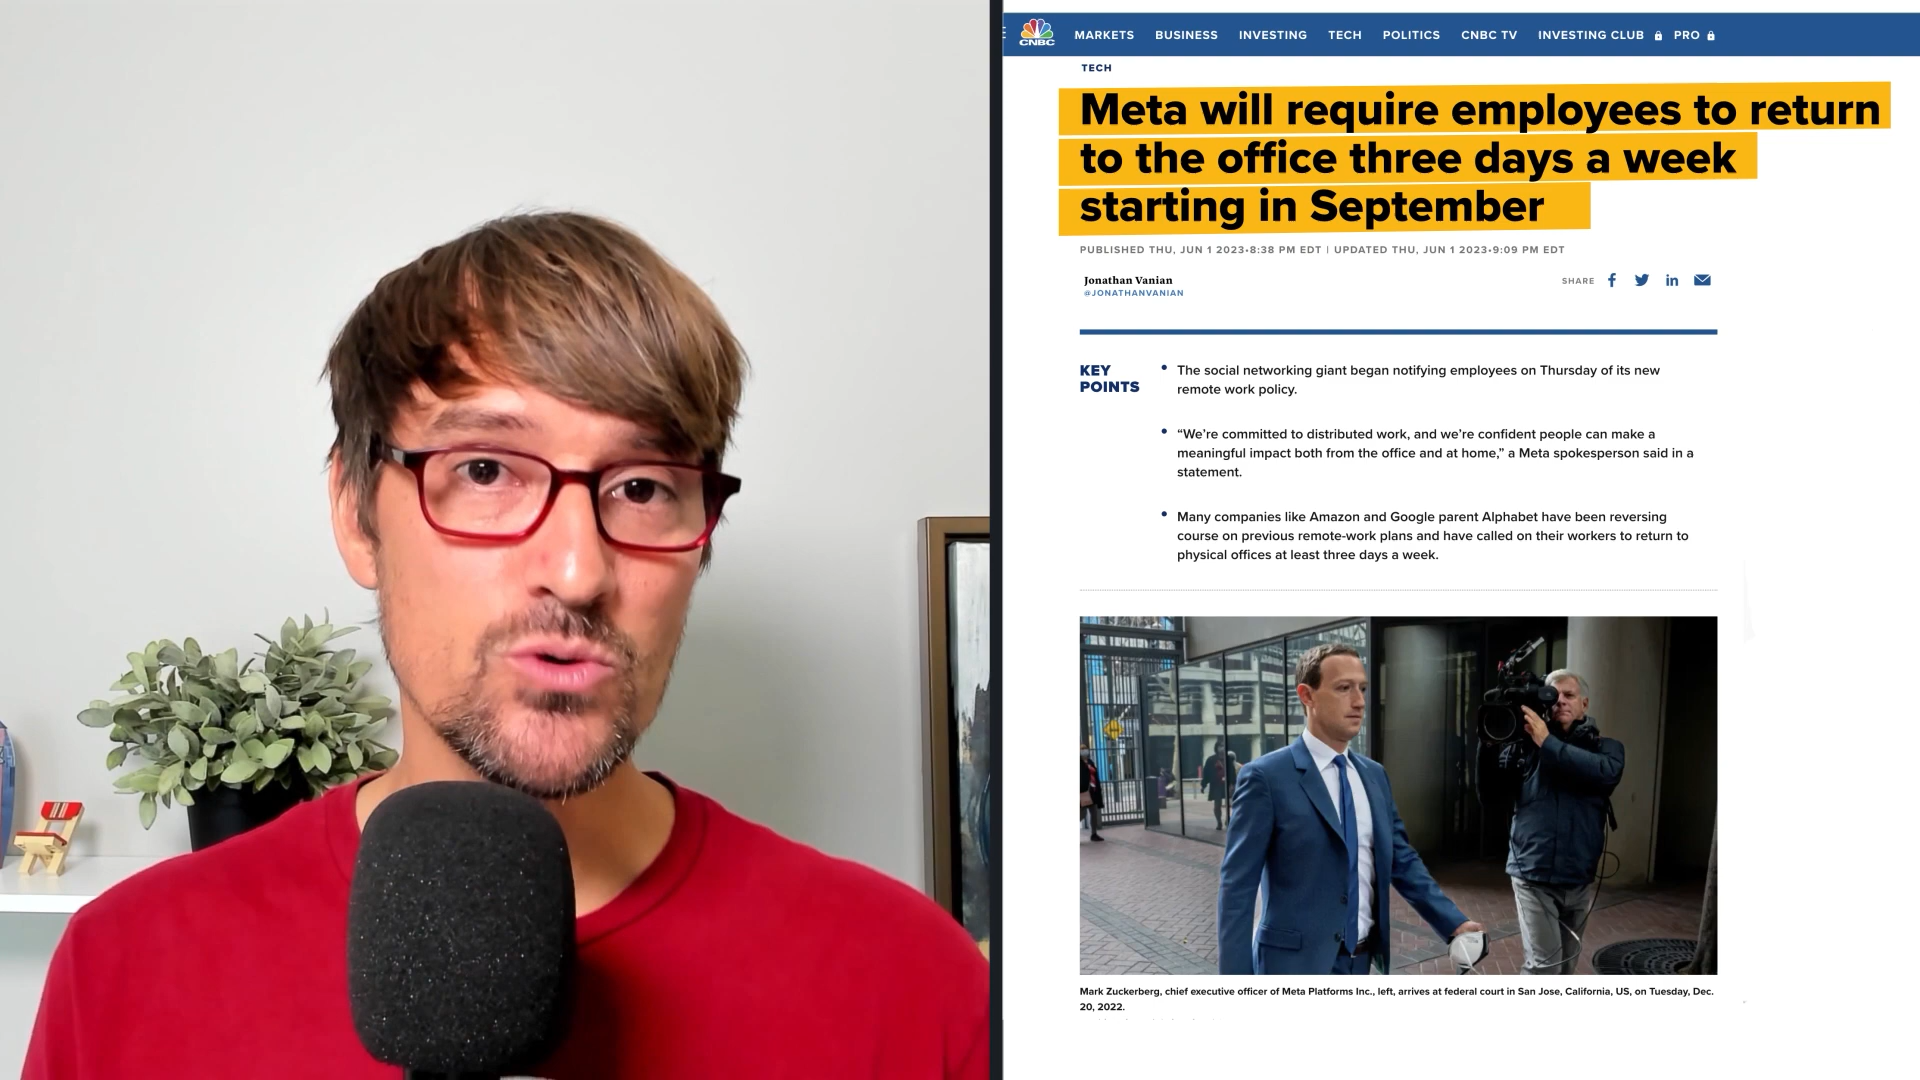 CNBC
MARKETS BUSINESS INVESTING TECH POLITICS CNBC TV INVESTING CLUB PRO
TECH
Meta will require employees to return
to the office three days a week
starting in September
PUBLISHED THU, JUN 1 2023•8:38 PM EDT | UPDATED THU, JUN 1 2023•9:09 PM EDT
Jonathan Vanian
@JONATHANVANIAN
SHARE
KEY
POINTS
• The social networking giant began notifying employees on Thursday of its new
remote work policy.
• “We’re committed to distributed work, and we’re confident people can make a
meaningful impact both from the office and at home,” a Meta spokesperson said in a
statement.
• Many companies like Amazon and Google parent Alphabet have been reversing
course on previous remote-work plans and have called on their workers to return to
physical offices at least three days a week.
Mark Zuckerberg, chief executive officer of Meta Platforms Inc., left, arrives at federal court in San Jose, California, US, on Tuesday, Dec.
20, 2022.